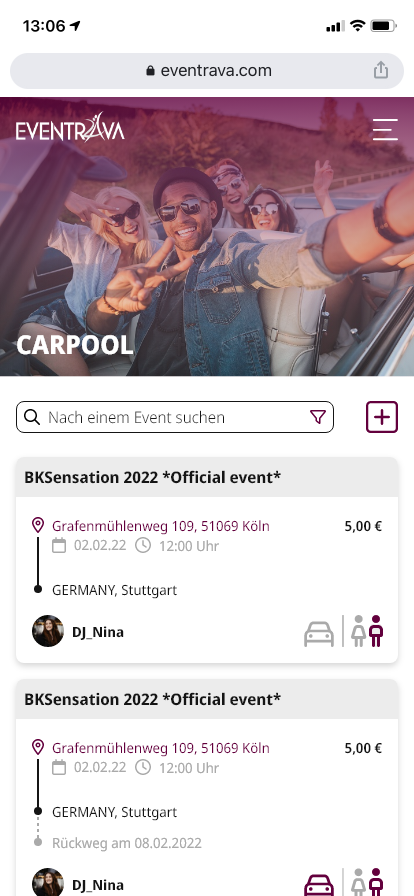 13:06
eventrava.com
EVENTRAVA
CARPOOL
Nach einem Event suchen
BKSensation 2022 *Official event*
Grafenmühlenweg 109, 51069 Köln 5,00 €
02.02.22 12:00 Uhr
GERMANY, Stuttgart
DJ_Nina
BKSensation 2022 *Official event*
Grafenmühlenweg 109, 51069 Köln 5,00 €
02.02.22 12:00 Uhr
GERMANY, Stuttgart
Rückweg am 08.02.2022
DJ_Nina